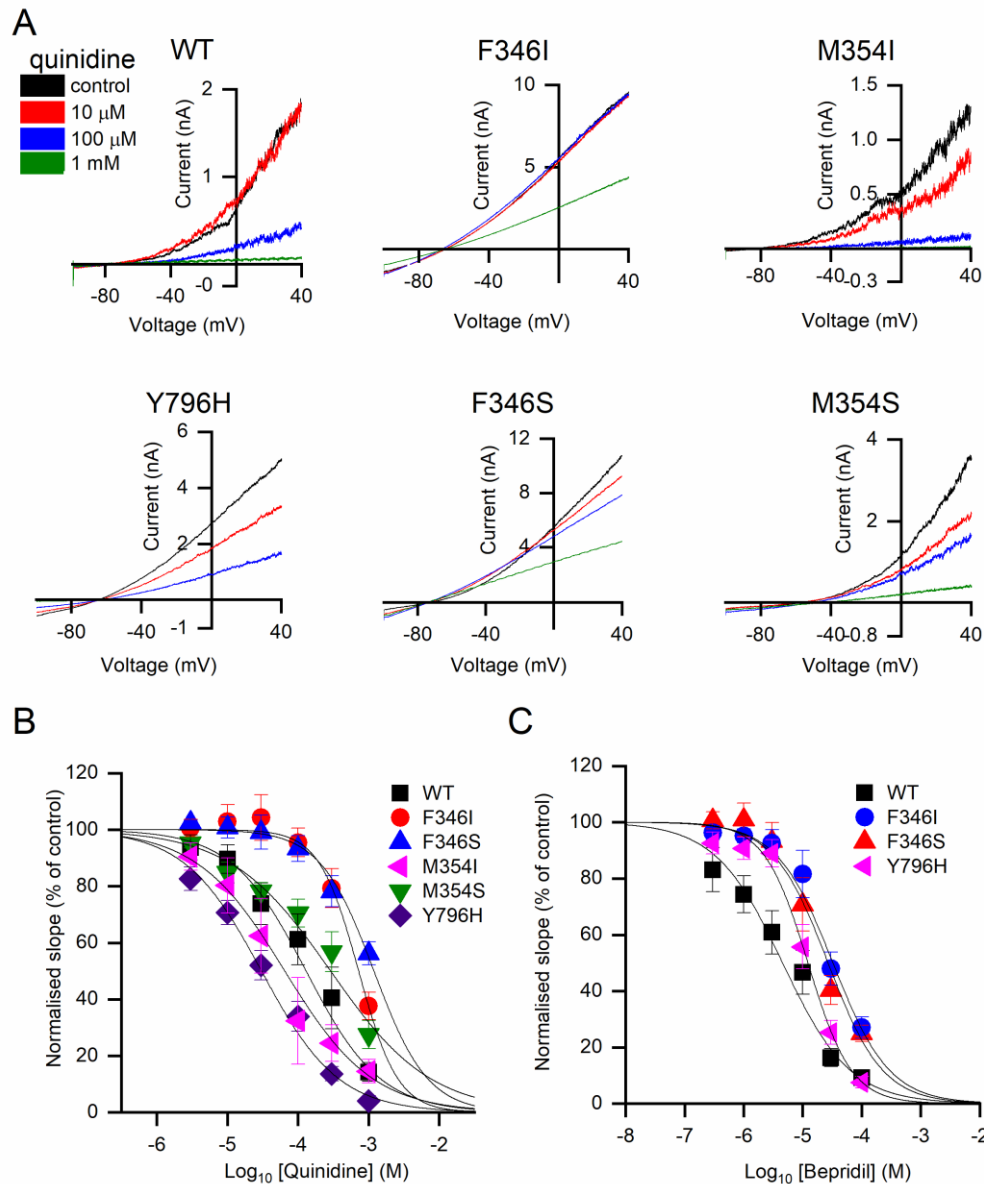 A
quinidine
control
10 μM
100 μM
1 mM
WT
2
1
-0
-80
-40
40
Current (nA)
Voltage (mV)
F346I
10
5
-80
-40
40
Current (nA)
Voltage (mV)
M354I
1.5
1.0
0.5
-0.3
-80
-40
40
Current (nA)
Voltage (mV)
Y796H
6
4
2
-1
-80
-40
40
Current (nA)
Voltage (mV)
F346S
12
8
4
-80
-40
40
Current (nA)
Voltage (mV)
M354S
4
2
-0.8
-80
-40
40
Current (nA)
Voltage (mV)
B
Normalised slope (% of control)
120
100
80
60
40
20
0
-6
-5
-4
-3
-2
Log10 [Quinidine] (M)
WT
F346I
F346S
M354I
M354S
Y796H
C
Normalised slope (% of control)
120
100
80
60
40
20
0
-8
-7
-6
-5
-4
-3
-2
Log10 [Bepridil] (M)
WT
F346I
F346S
Y796H